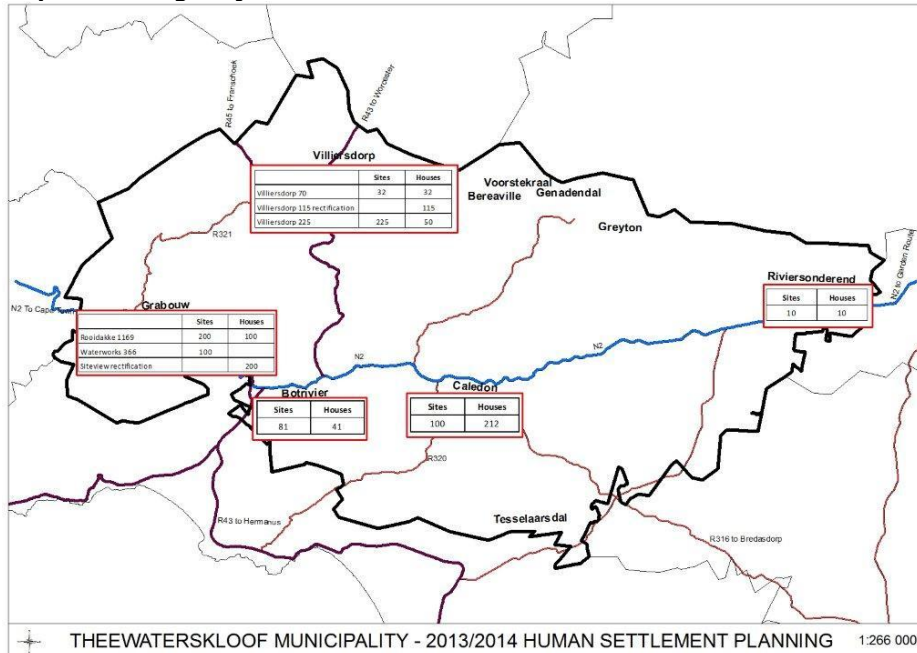 R45 to Franschoek
R43 to Worcester
Villiersdorp
Sites Houses
Villiersdorp 70 32 32
Villiersdorp 115 rectification 115
Villiersdorp 225 225 50
Voorstekraal
Bereaville Genadendal
Greyton
R321
N2 to Garden Route
Riviersonderend
Sites Houses
10 10
N2 To Cape Town
Grabouw
Sites Houses
Rooidakke 1169 200 100
Waterworks 366 100
Siteview rectification 200
N2
N2
Botrivier
Sites Houses
81 41
Caledon
Sites Houses
100 212
R320
R43 to Hermanus
Tesselaarsdal
R316 to Bredasdorp
THEEWATERSKLOOF MUNICIPALITY - 2013/2014 HUMAN SETTLEMENT PLANNING 1:266 000